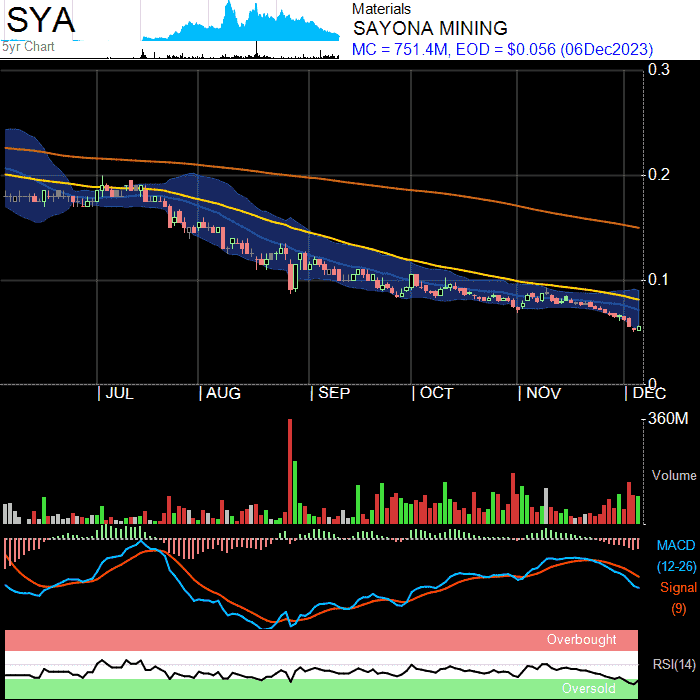 SYA
5yr Chart
Materials
SAYONA MINING
MC = 751.4M, EOD = $0.056 (06Dec2023)
0.3
0.2
0.1
0
JUL AUG SEP OCT NOV DEC
360M
Volume
MACD
(12-26)
Signal
(9)
Overbought
RSI(14)
Oversold